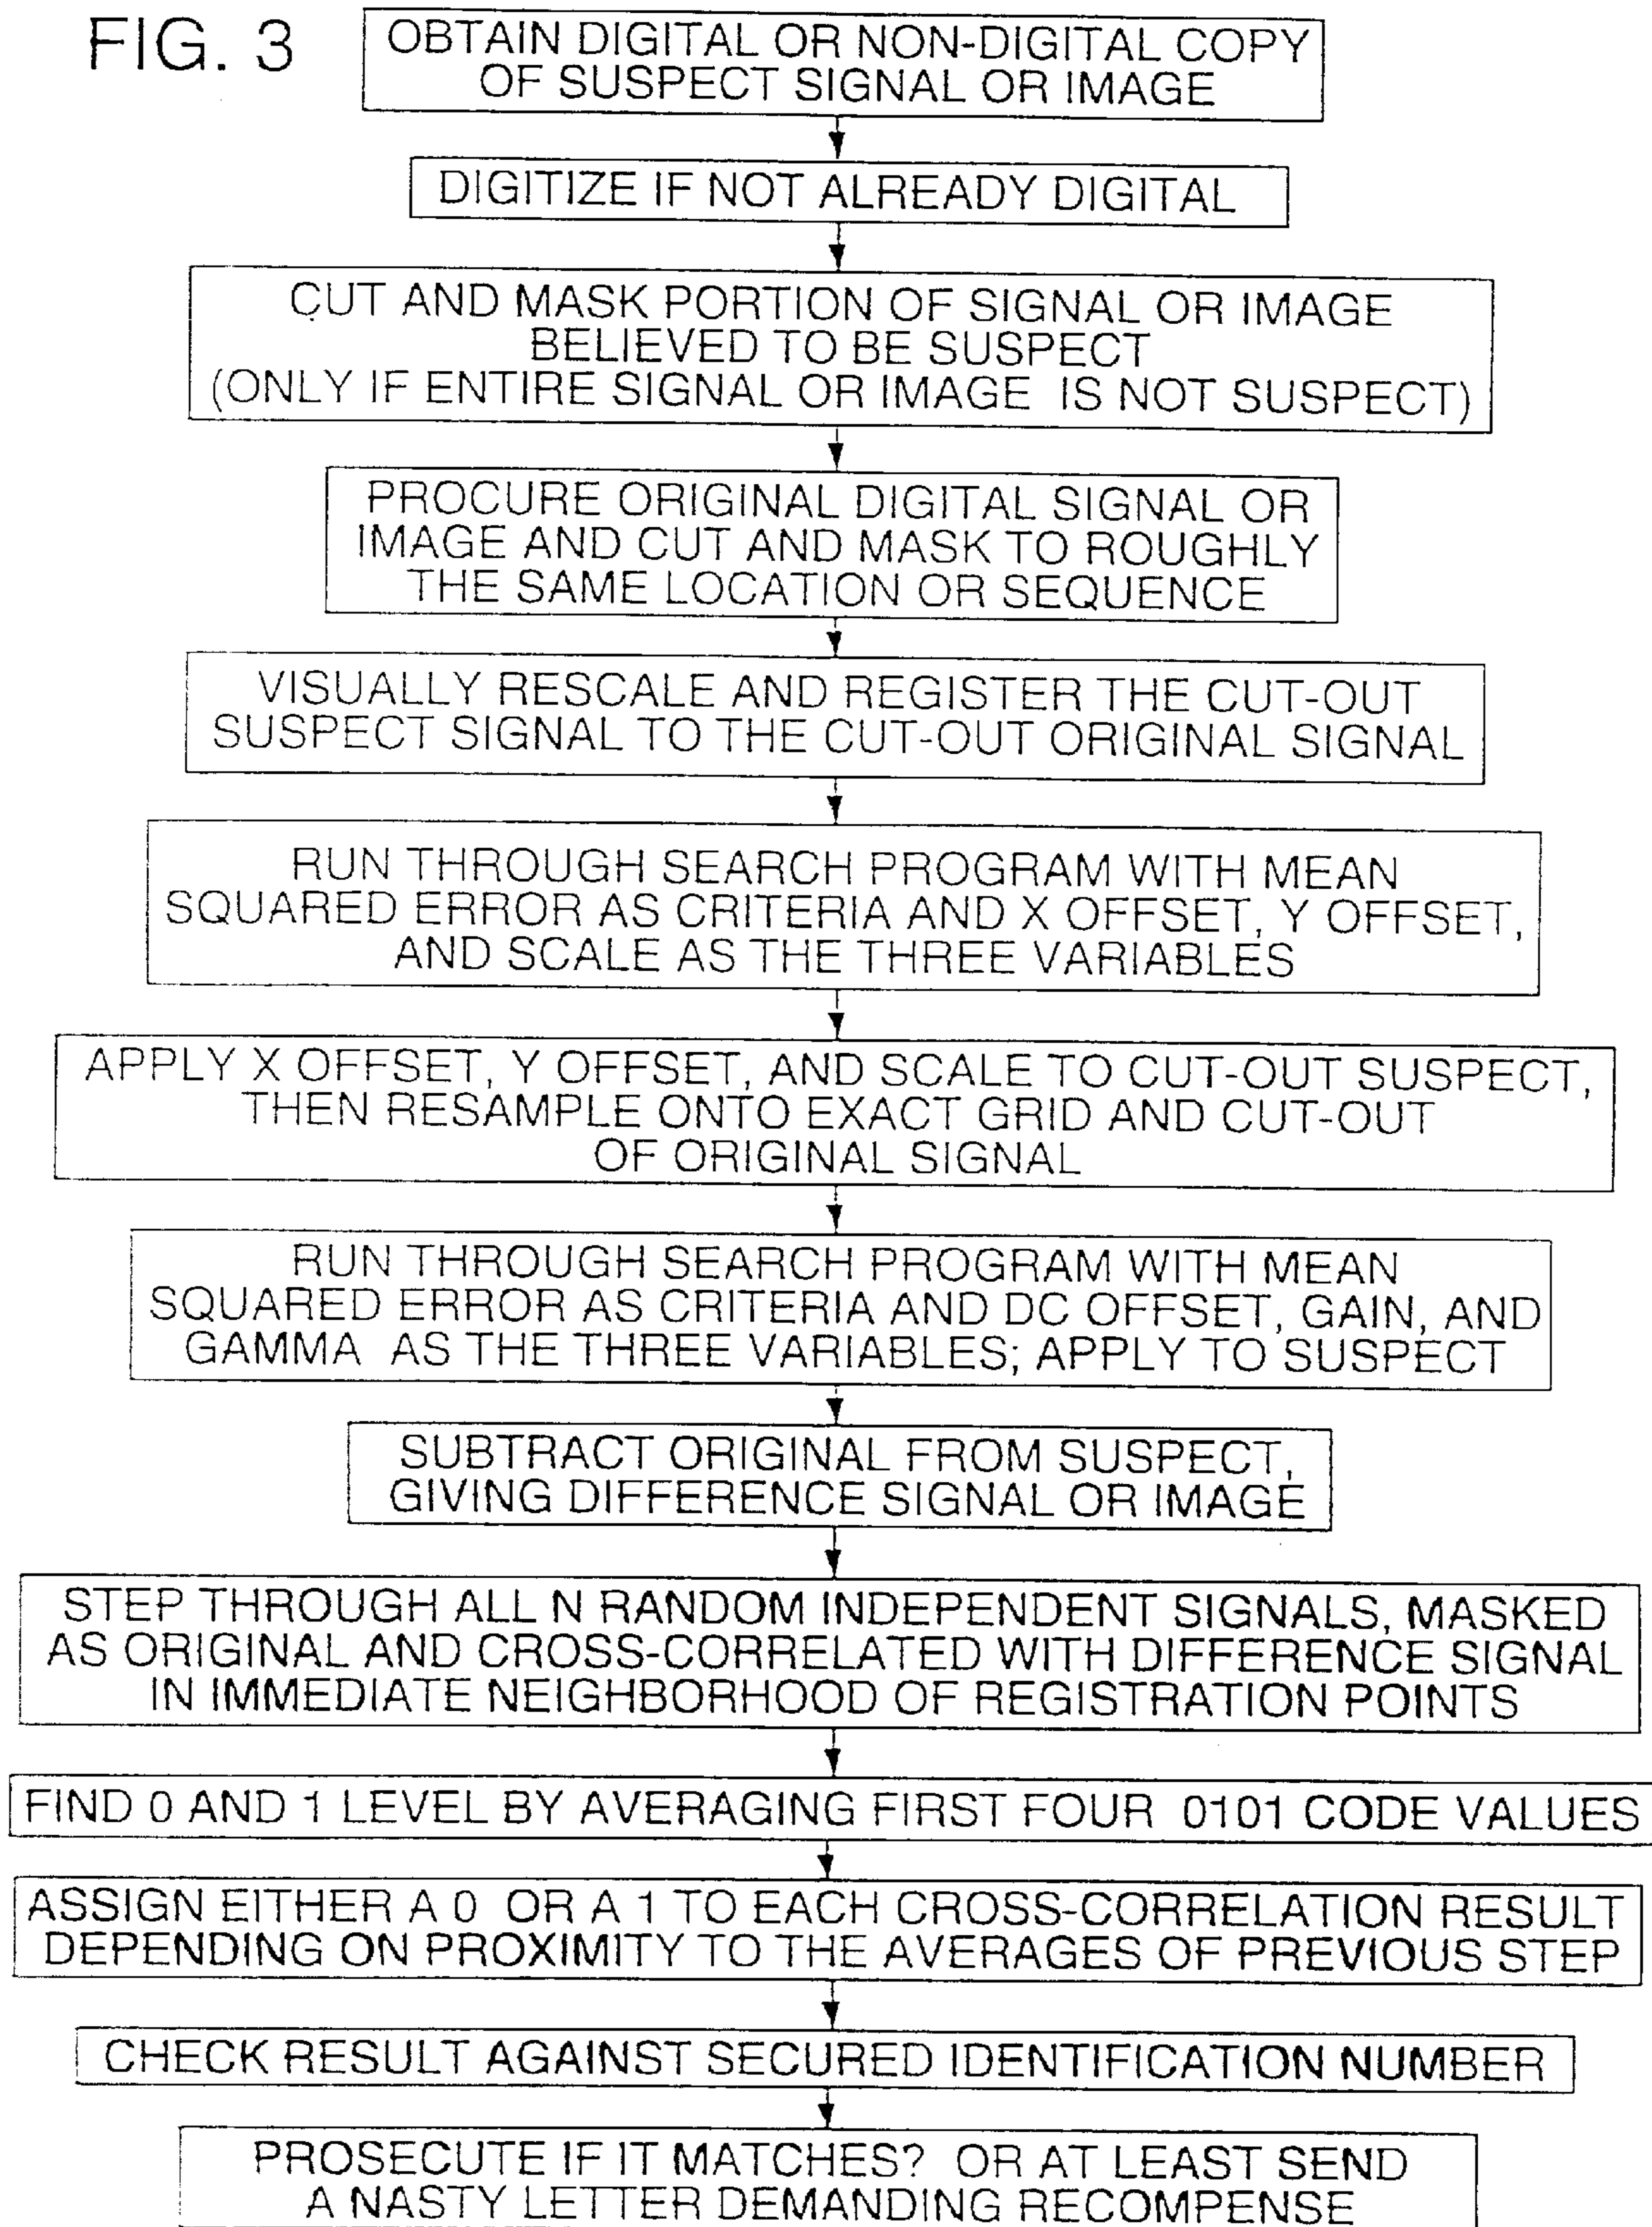 FIG. 3
OBTAIN DIGITAL OR NON-DIGITAL COPY
OF SUSPECT SIGNAL OR IMAGE
DIGITIZE IF NOT ALREADY DIGITAL
CUT AND MASK PORTION OF SIGNAL OR IMAGE
BELIEVED TO BE SUSPECT
(ONLY IF ENTIRE SIGNAL OR IMAGE IS NOT SUSPECT)
PROCURE ORIGINAL DIGITAL SIGNAL OR
IMAGE AND CUT AND MASK TO ROUGHLY
THE SAME LOCATION OR SEQUENCE
VISUALLY RESCALE AND REGISTER THE CUT-OUT
SUSPECT SIGNAL TO THE CUT-OUT ORIGINAL SIGNAL
RUN THROUGH SEARCH PROGRAM WITH MEAN
SQUARED ERROR AS CRITERIA AND X OFFSET, Y OFFSET,
AND SCALE AS THE THREE VARIABLES
APPLY X OFFSET, Y OFFSET, AND SCALE TO CUT-OUT SUSPECT,
THEN RESAMPLE ONTO EXACT GRID AND CUT-OUT
OF ORIGINAL SIGNAL
RUN THROUGH SEARCH PROGRAM WITH MEAN
SQUARED ERROR AS CRITERIA AND DC OFFSET, GAIN, AND
GAMMA AS THE THREE VARIABLES; APPLY TO SUSPECT
SUBTRACT ORIGINAL FROM SUSPECT,
GIVING DIFFERENCE SIGNAL OR IMAGE
STEP THROUGH ALL N RANDOM INDEPENDENT SIGNALS, MASKED
AS ORIGINAL AND CROSS-CORRELATED WITH DIFFERENCE SIGNAL
IN IMMEDIATE NEIGHBORHOOD OF REGISTRATION POINTS
FIND 0 AND 1 LEVEL BY AVERAGING FIRST FOUR 0101 CODE VALUES
ASSIGN EITHER A 0 OR A 1 TO EACH CROSS-CORRELATION RESULT
DEPENDING ON PROXIMITY TO THE AVERAGES OF PREVIOUS STEP
CHECK RESULT AGAINST SECURED IDENTIFICATION NUMBER
PROSECUTE IF IT MATCHES? OR AT LEAST SEND
A NASTY LETTER DEMANDING RECOMPENSE